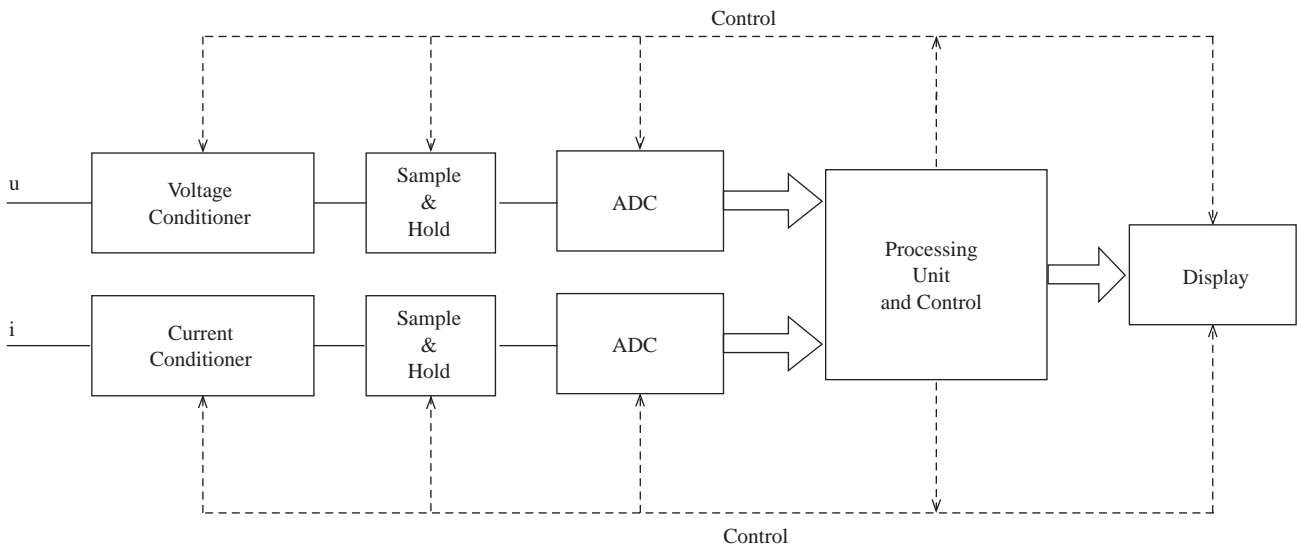 Control
u
Voltage
Conditioner
Sample
&
Hold
ADC
Processing
Unit
and Control
Display
i
Current
Conditioner
Sample
&
Hold
ADC
Control